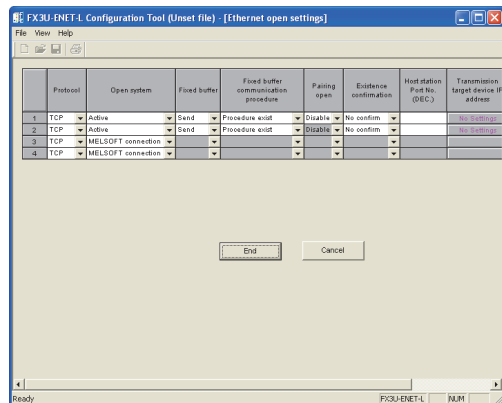 FX3U-ENET-L Configuration Tool (Unset file) - [Ethernet open settings]
File View Help
Protocol Open system Fixed buffer Fixed buffer communication procedure Pairing open Existence confirmation Host station Port No. (DEC.) Transmission target device IP address
1 TCP Active Send Procedure exist Disable No confirm No Settings
2 TCP Active Send Procedure exist Disable No confirm No Settings
3 TCP MELSOFT connection
4 TCP MELSOFT connection
End Cancel
Ready FX3U-ENET-L NUM